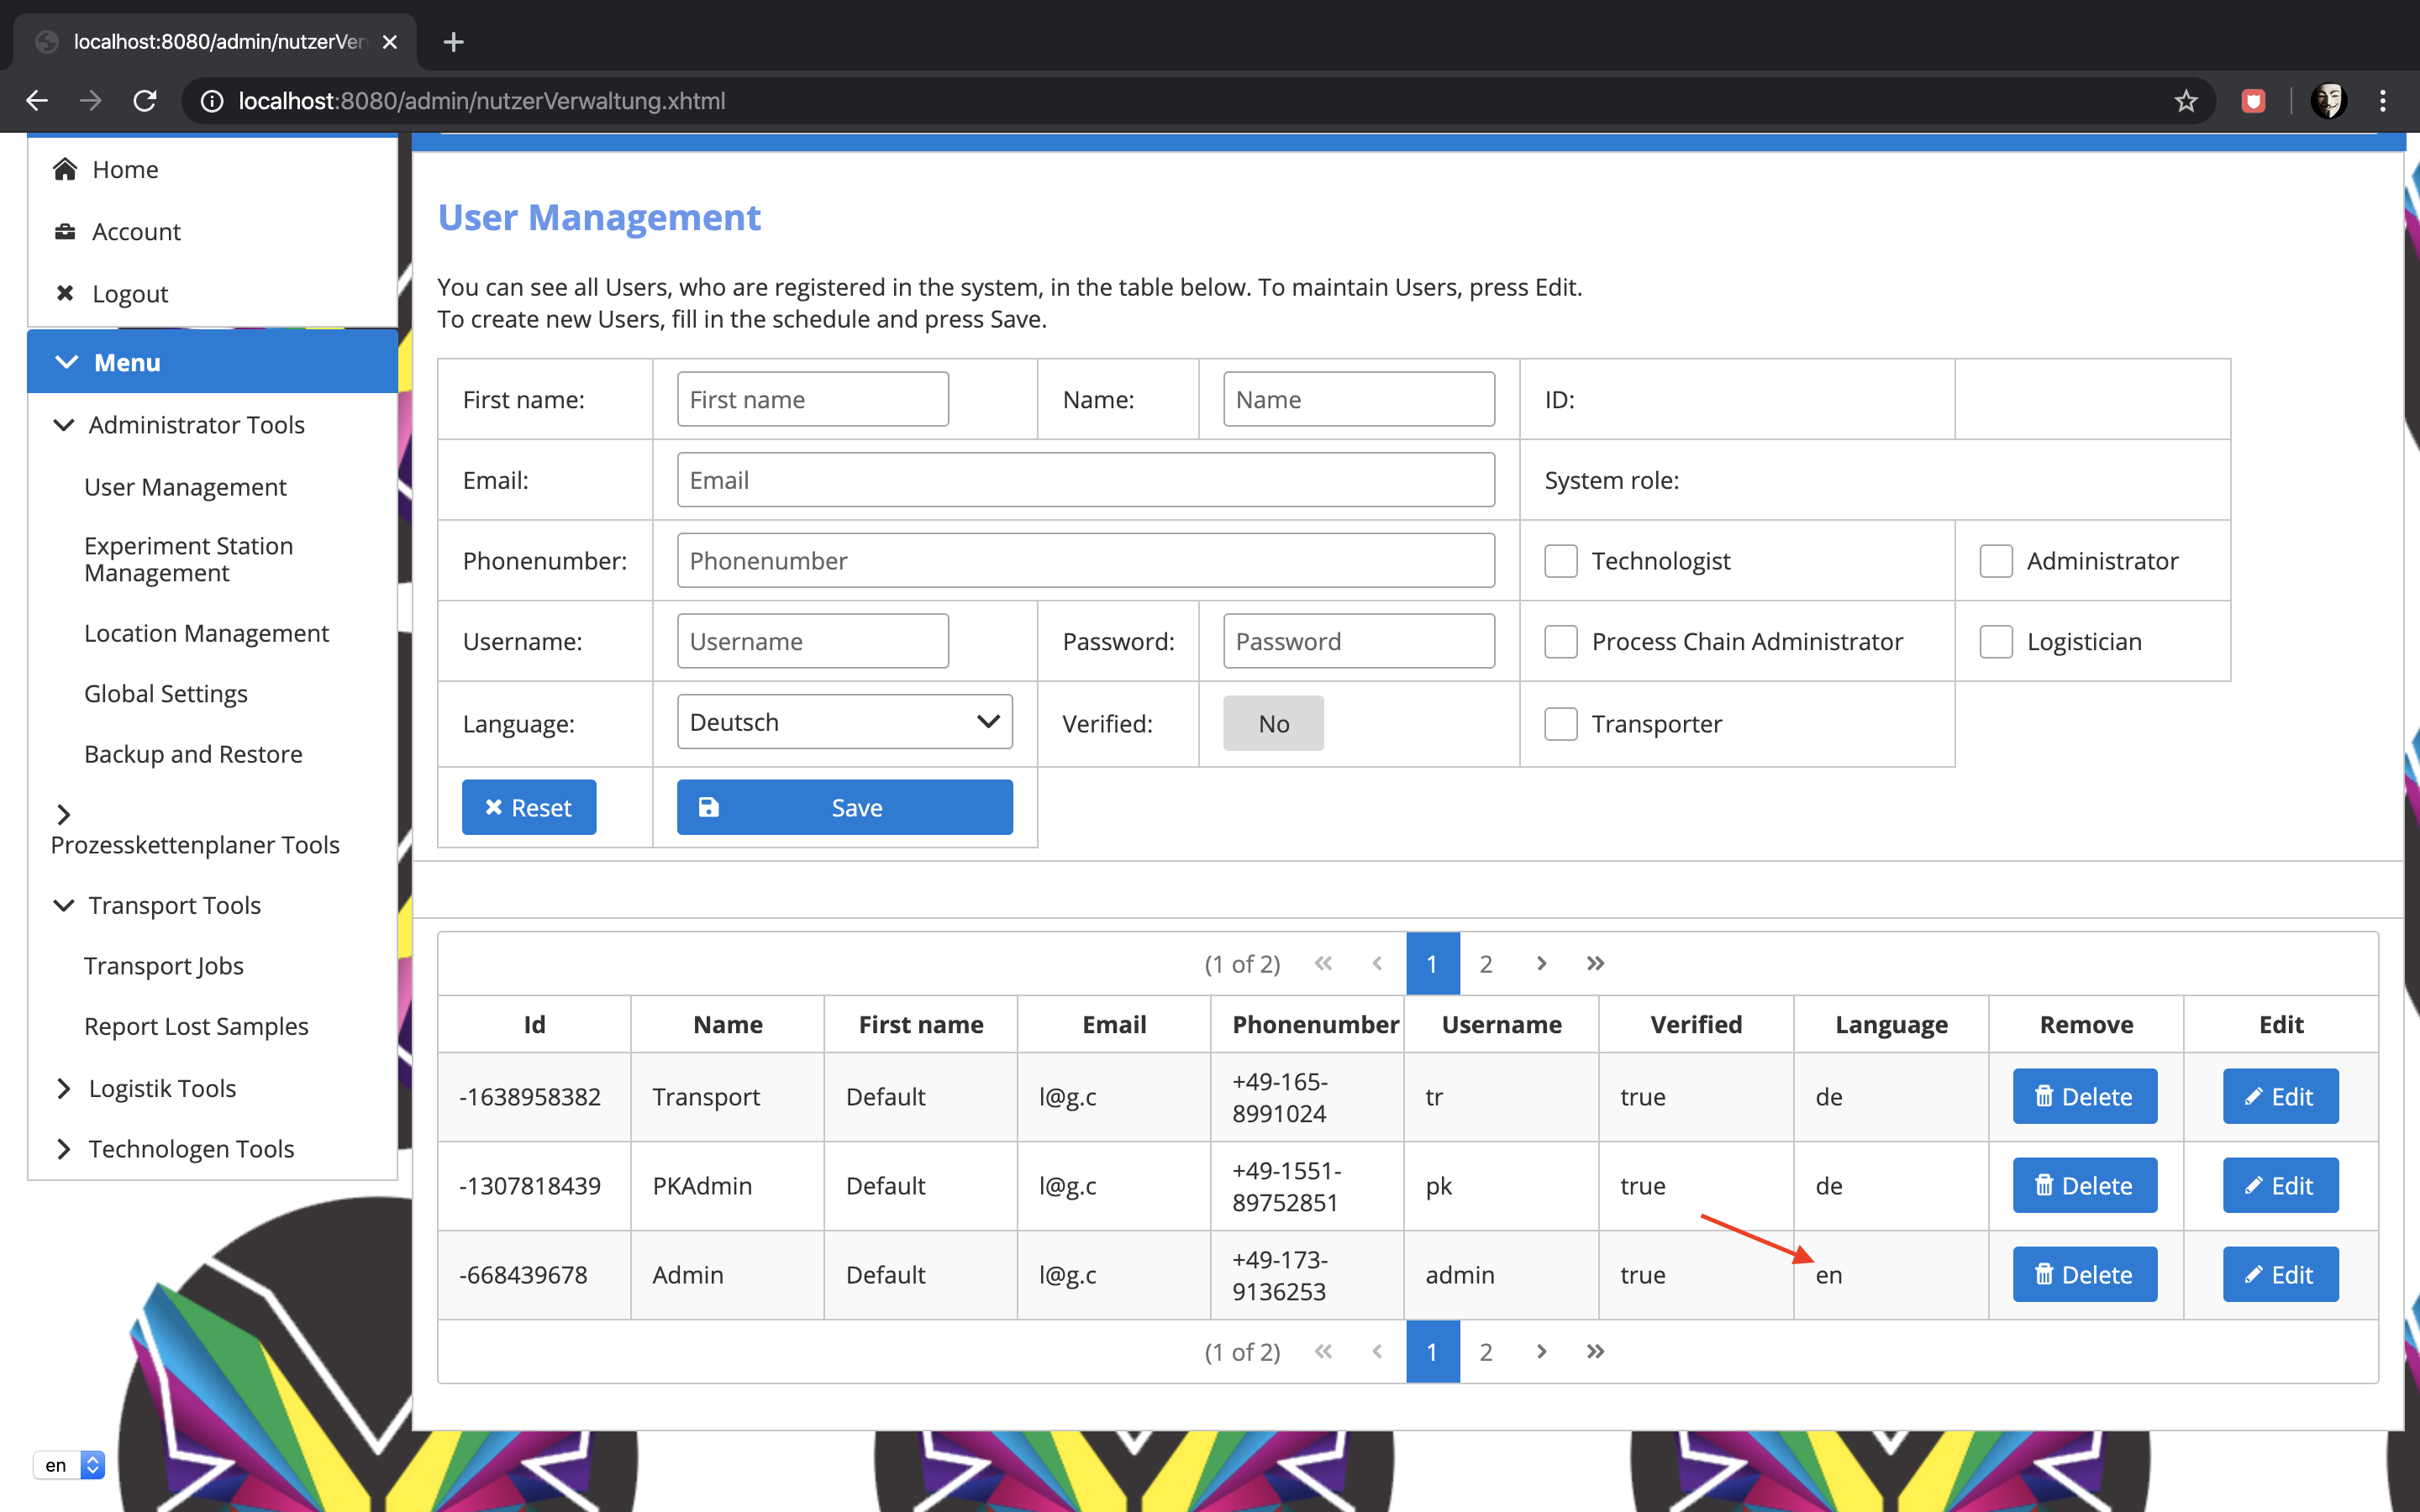 localhost:8080/admin/nutzerVer
localhost:8080/admin/nutzerVerwaltung.xhtml
Home
Account
Logout
Menu
Administrator Tools
User Management
Experiment Station
Management
Location Management
Global Settings
Backup and Restore
Prozesskettenplaner Tools
Transport Tools
Transport Jobs
Report Lost Samples
Logistik Tools
Technologen Tools
en
User Management
You can see all Users, who are registered in the system, in the table below. To maintain Users, press Edit.
To create new Users, fill in the schedule and press Save.
First name: First name Name: Name ID:
Email: Email System role:
Phonenumber: Phonenumber Technologist Administrator
Username: Username Password: Password Process Chain Administrator Logistician
Language: Deutsch Verified: No Transporter
Reset Save
(1 of 2) 1 2
Id Name First name Email Phonenumber Username Verified Language Remove Edit
-1638958382 Transport Default l@g.c +49-165-
8991024 tr true de Delete Edit
-1307818439 PKAdmin Default l@g.c +49-1551-
89752851 pk true de Delete Edit
-668439678 Admin Default l@g.c +49-173-
9136253 admin true en Delete Edit
(1 of 2) 1 2